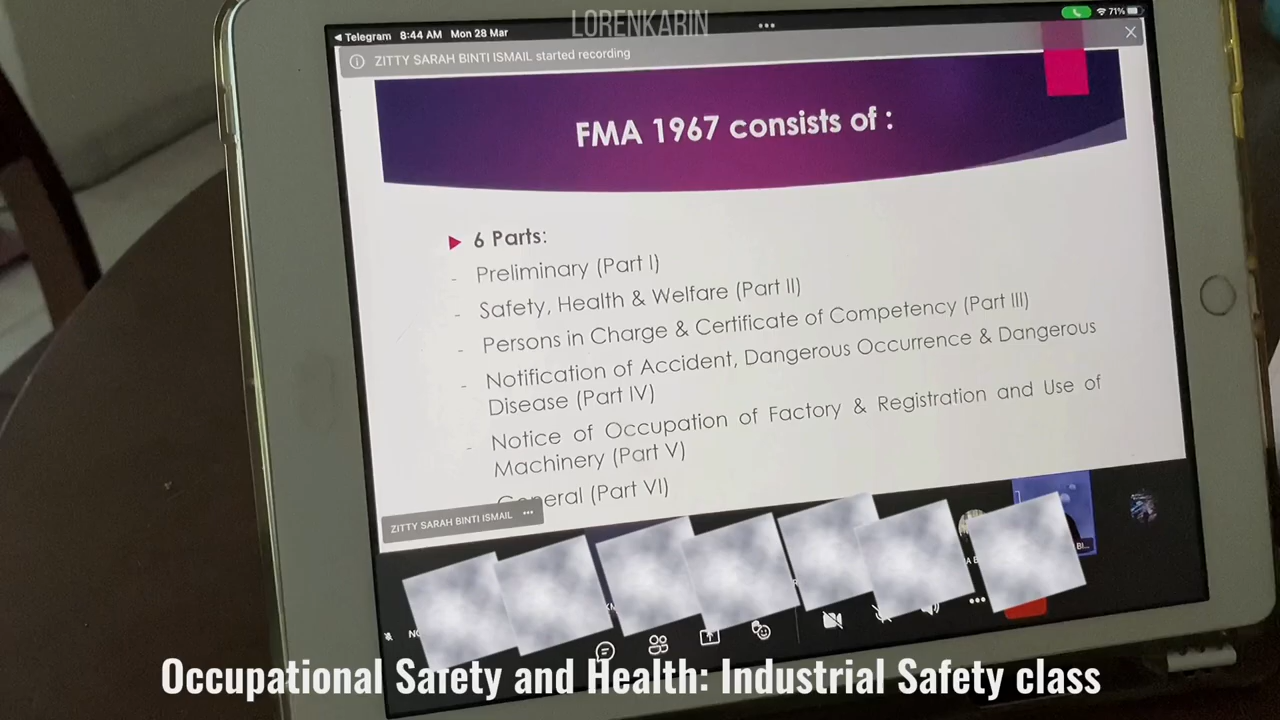 LORENKARIN
Telegram 8:44 AM Mon 28 Mar
71%
ZITTY SARAH BINTI ISMAIL started recording
FMA 1967 consists of :
6 Parts:
- Preliminary (Part I)
- Safety, Health & Welfare (Part II)
- Persons in Charge & Certificate of Competency (Part III)
- Notification of Accident, Dangerous Occurrence & Dangerous
Disease (Part IV)
- Notice of Occupation of Factory & Registration and Use of
Machinery (Part V)
General (Part VI)
ZITTY SARAH BINTI ISMAIL
Occupational Safety and Health: Industrial Safety class